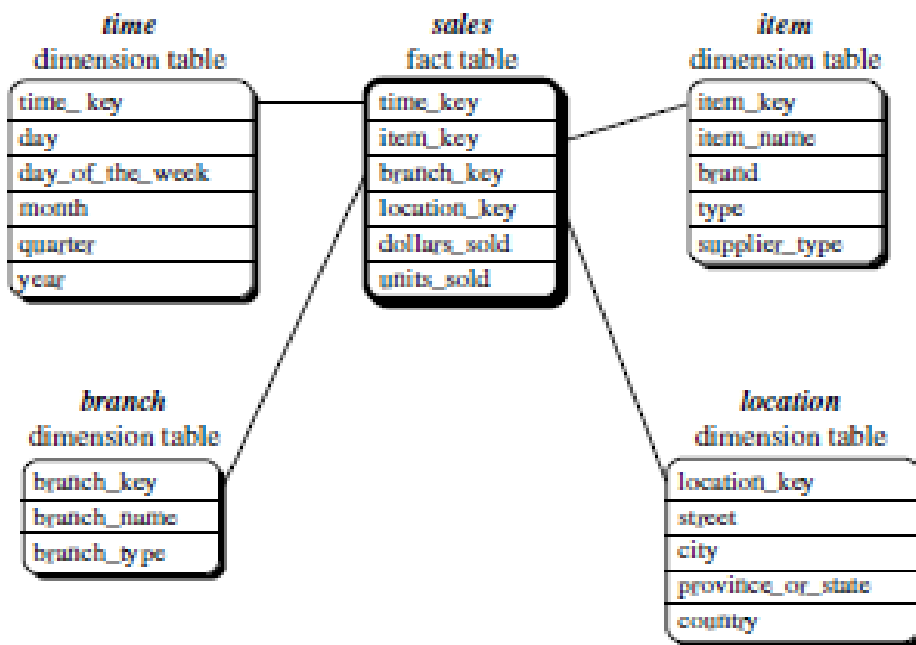 time
dimension table
time_ key
day
day_of_the_week
month
quarter
year
sales
fact table
time_key
item_key
branch_key
location_key
dollars_sold
units_sold
item
dimension table
item_key
item_name
brand
type
supplier_type
branch
dimension table
branch_key
branch_name
branch_type
location
dimension table
location_key
street
city
province_or_state
country